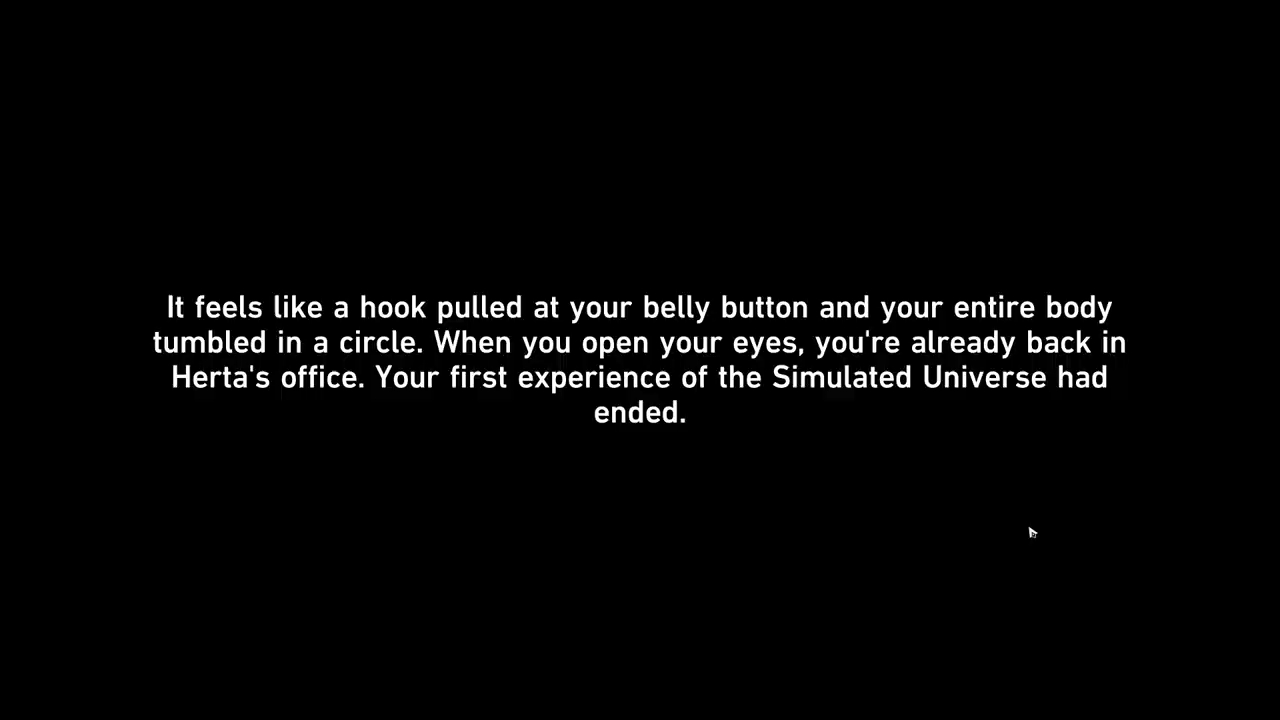 It feels like a hook pulled at your belly button and your entire body
tumbled in a circle. When you open your eyes, you're already back in
Herta's office. Your first experience of the Simulated Universe had
ended.